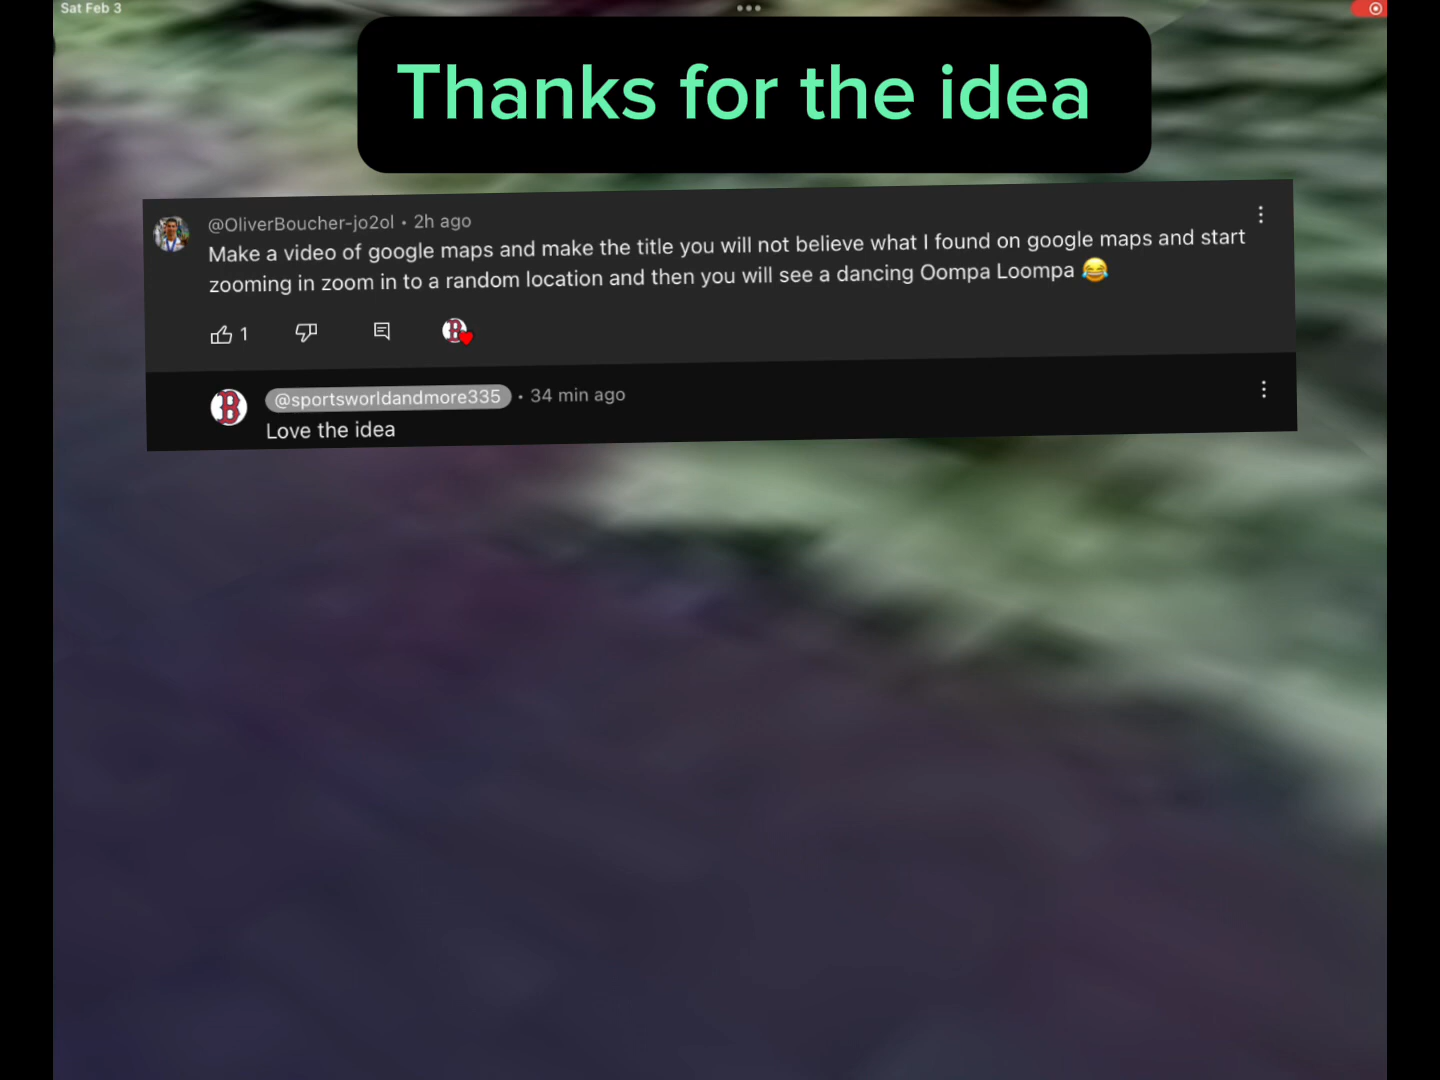 Sat Feb 3
Thanks for the idea
@OliverBoucher-jo2ol • 2h ago
Make a video of google maps and make the title you will not believe what I found on google maps and start
zooming in zoom in to a random location and then you will see a dancing Oompa Loompa 😂
1
B
B @sportsworldandmore335 • 34 min ago
Love the idea